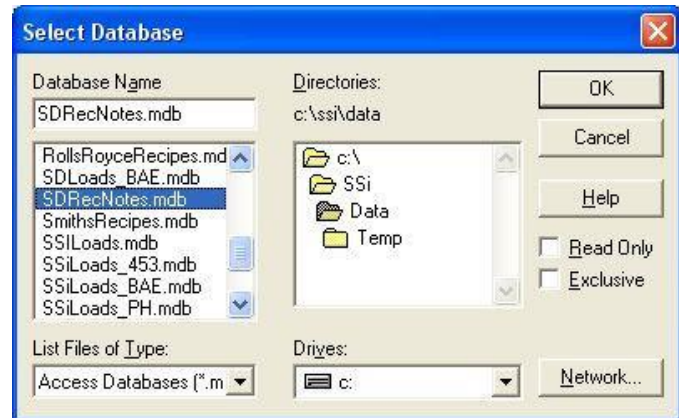 Select Database
Database Name
SDRecNotes.mdb
RollsRoyceRecipes.md
SDLoads_BAE.mdb
SDRecNotes.mdb
SmithsRecipes.mdb
SSILoads.mdb
SSiLoads_453.mdb
SSiLoads_BAE.mdb
SSiLoads_PH.mdb
List Files of Type:
Access Databases (*.m
Directories:
c:\ssi\data
c:\
SSi
Data
Temp
Drives:
c:
OK
Cancel
Help
Read Only
Exclusive
Network...